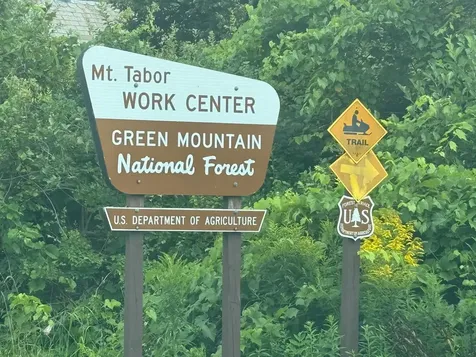 Mt. Tabor
WORK CENTER
GREEN MOUNTAIN
National Forest
U.S. DEPARTMENT OF AGRICULTURE
TRAIL
US